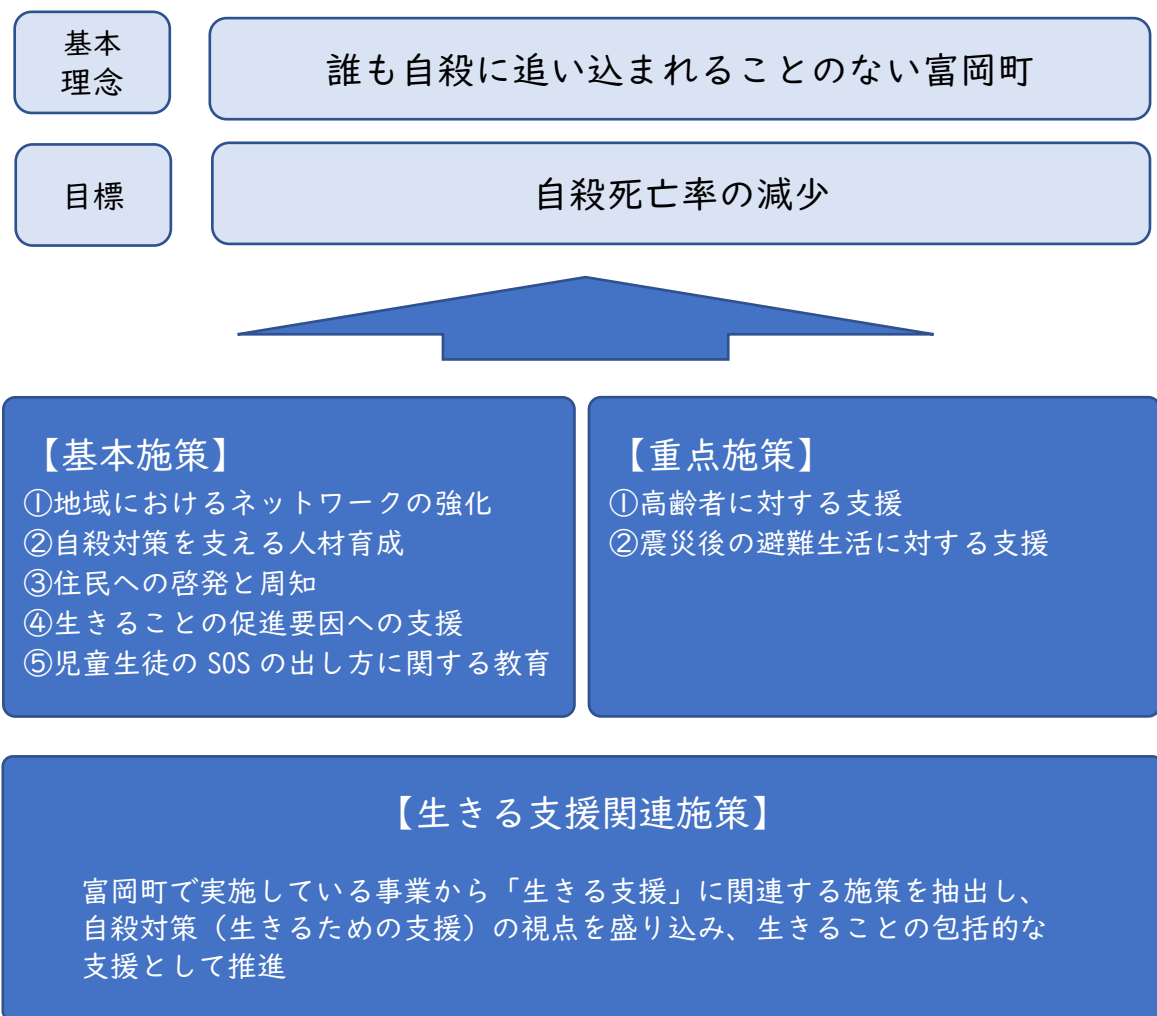 基本
理念
誰も自殺に追い込まれることのない富岡町
目標
自殺死亡率の減少
【基本施策】
①地域におけるネットワークの強化
②自殺対策を支える人材育成
③住民への啓発と周知
④生きることの促進要因への支援
⑤児童生徒の SOS の出し方に関する教育
【重点施策】
①高齢者に対する支援
②震災後の避難生活に対する支援
【生きる支援関連施策】
富岡町で実施している事業から「生きる支援」に関連する施策を抽出し、
自殺対策（生きるための支援）の視点を盛り込み、生きることの包括的な
支援として推進